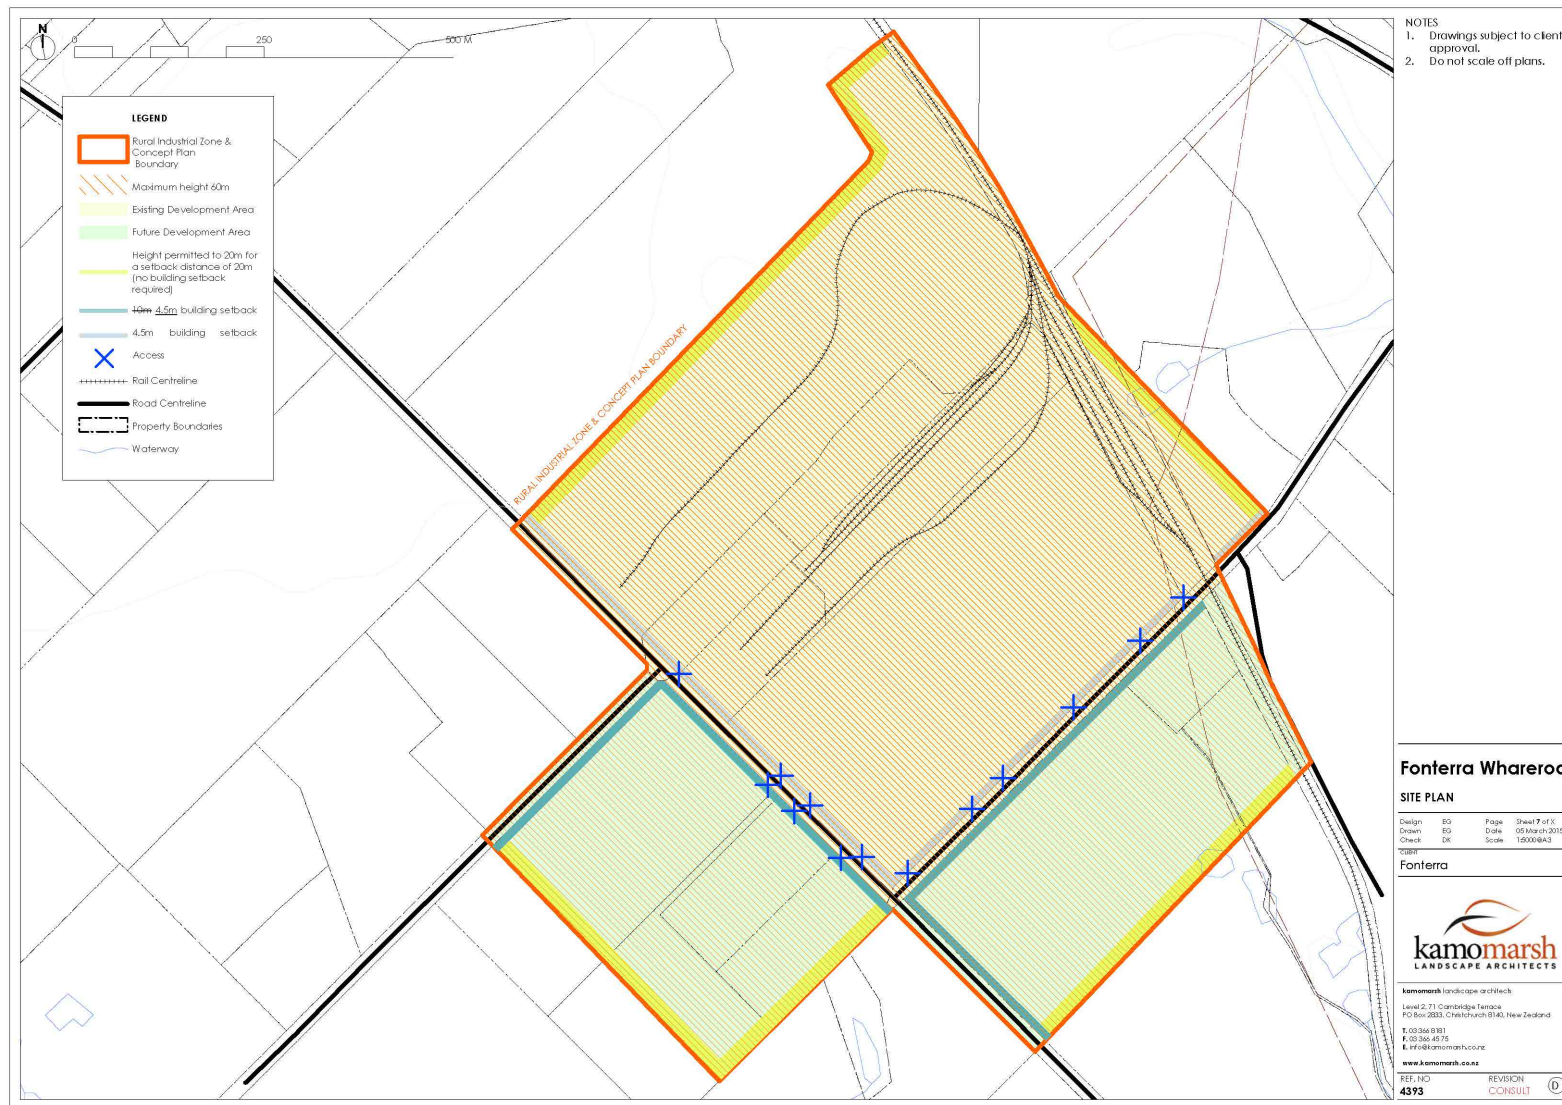 N
0 250 500 M
LEGEND
Rural Industrial Zone &
Concept Plan
Boundary
Maximum height 60m
Existing Development Area
Future Development Area
Height permitted to 20m for
a setback distance of 20m
(no building setback
required)
10m 4.5m building setback
4.5m building setback
Access
Rail Centreline
Road Centreline
Property Boundaries
Waterway
RURAL INDUSTRIAL ZONE & CONCEPT PLAN BOUNDARY
NOTES
1. Drawings subject to client
approval.
2. Do not scale off plans.
Fonterra Whareroa
SITE PLAN
Design EG Page Sheet 7 of X
Drawn EG Date 05 March 2015
Check DK Scale 1:5000@A3
CLIENT
Fonterra
kamomarsh
LANDSCAPE ARCHITECTS
kamomarsh landscape architects
Level 2, 71 Cambridge Terrace
PO Box 2833, Christchurch 8140, New Zealand
T. 03 366 8181
F. 03 366 4575
E. info@kamomarsh.co.nz
www.kamomarsh.co.nz
REF. NO REVISION
4393 CONSULT D